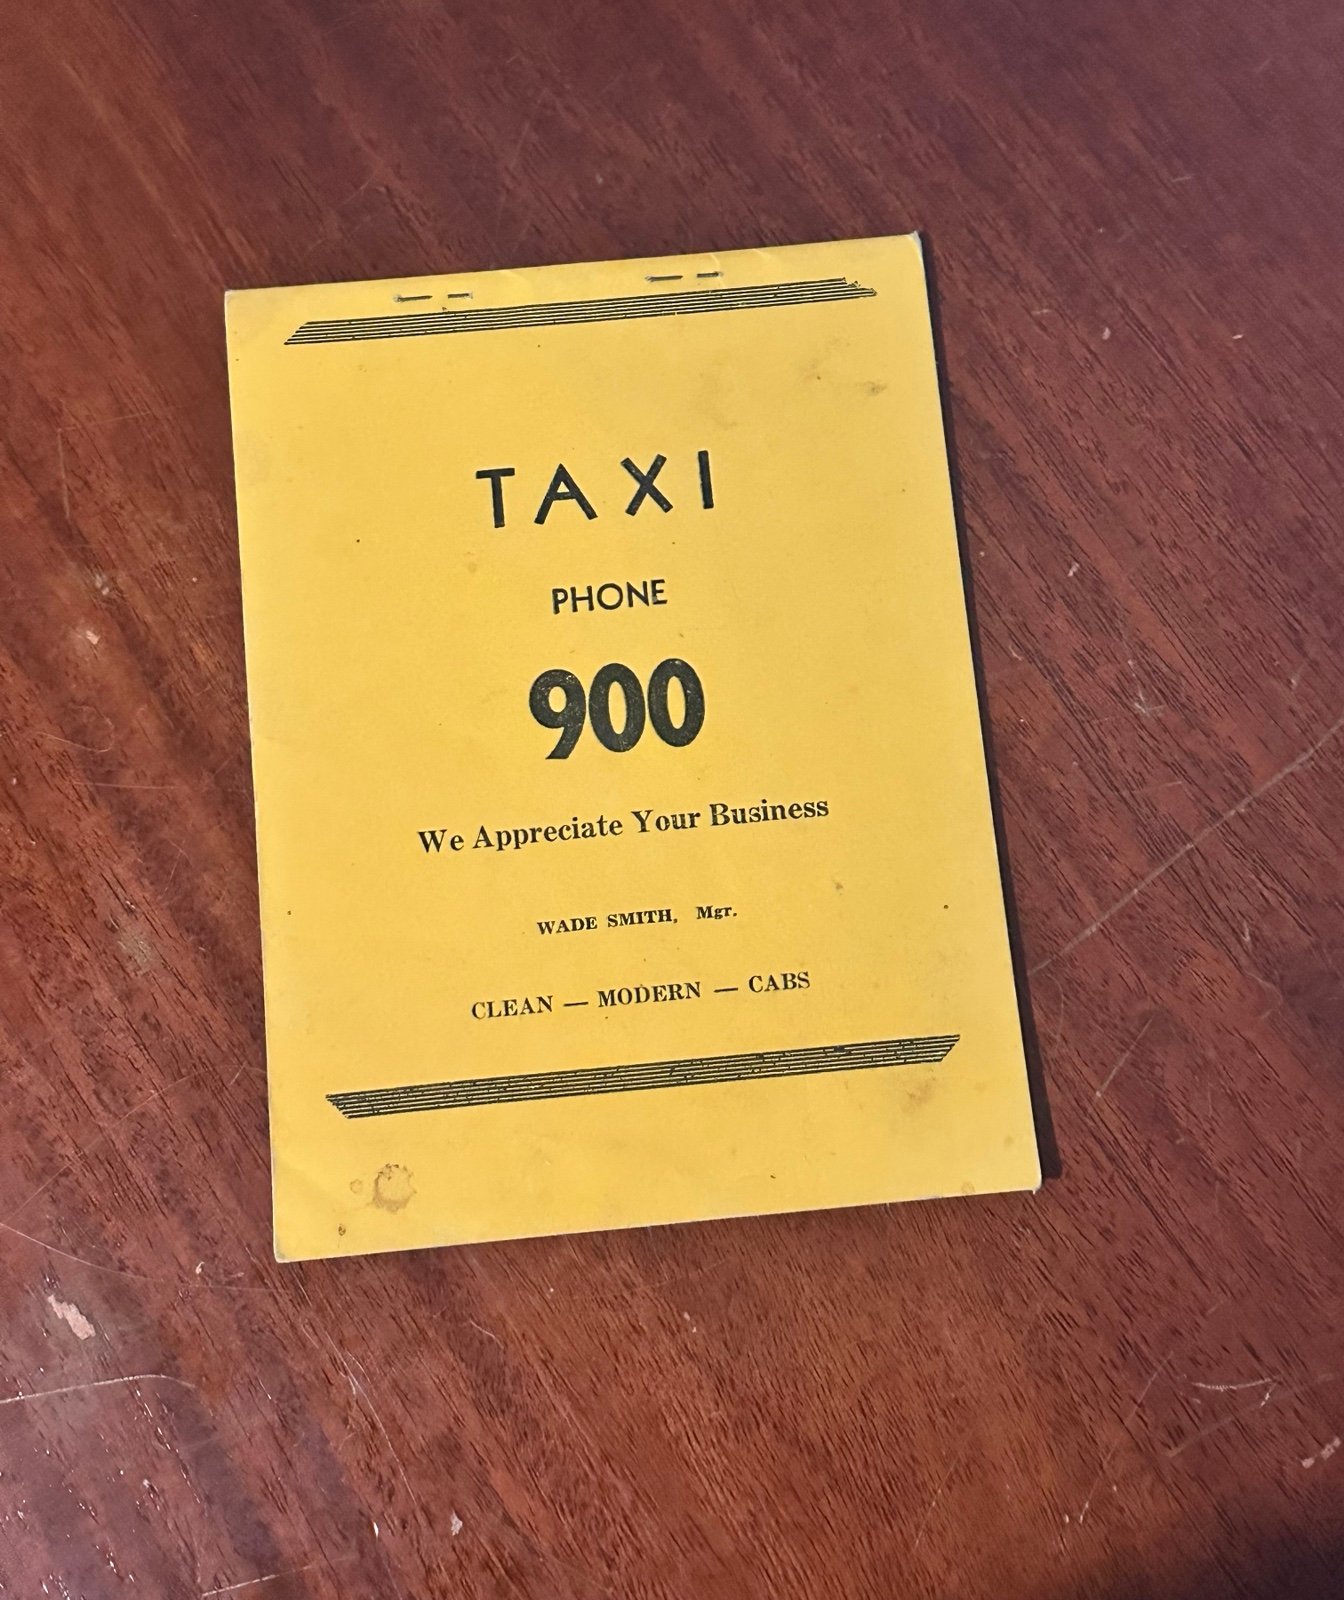 TAXI
PHONE
900
We Appreciate Your Business
WADE SMITH, Mgr.
CLEAN — MODERN — CABS